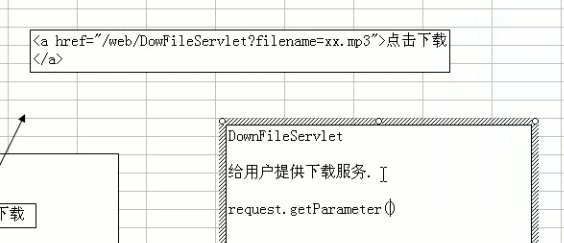 <a href="/web/DowFileServlet?filename=xx.mp3">点击下载
</a>
DownFileServlet
给用户提供下载服务.
下载
request.getParameter()